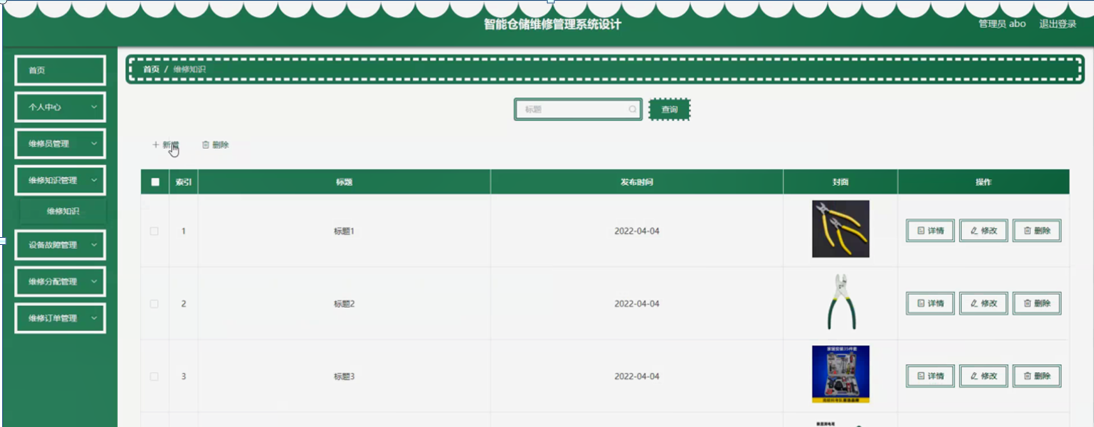 智能仓储维修管理系统设计
管理员 abo 退出登录
首页
个人中心
维修员管理
维修知识管理
维修知识
设备故障管理
维修分配管理
维修订单管理
首页 / 维修知识
标题 查询
新增 删除
索引 标题 发布时间 封面 操作
1 标题1 2022-04-04 详情 修改 删除
2 标题2 2022-04-04 详情 修改 删除
3 标题3 2022-04-04 详情 修改 删除